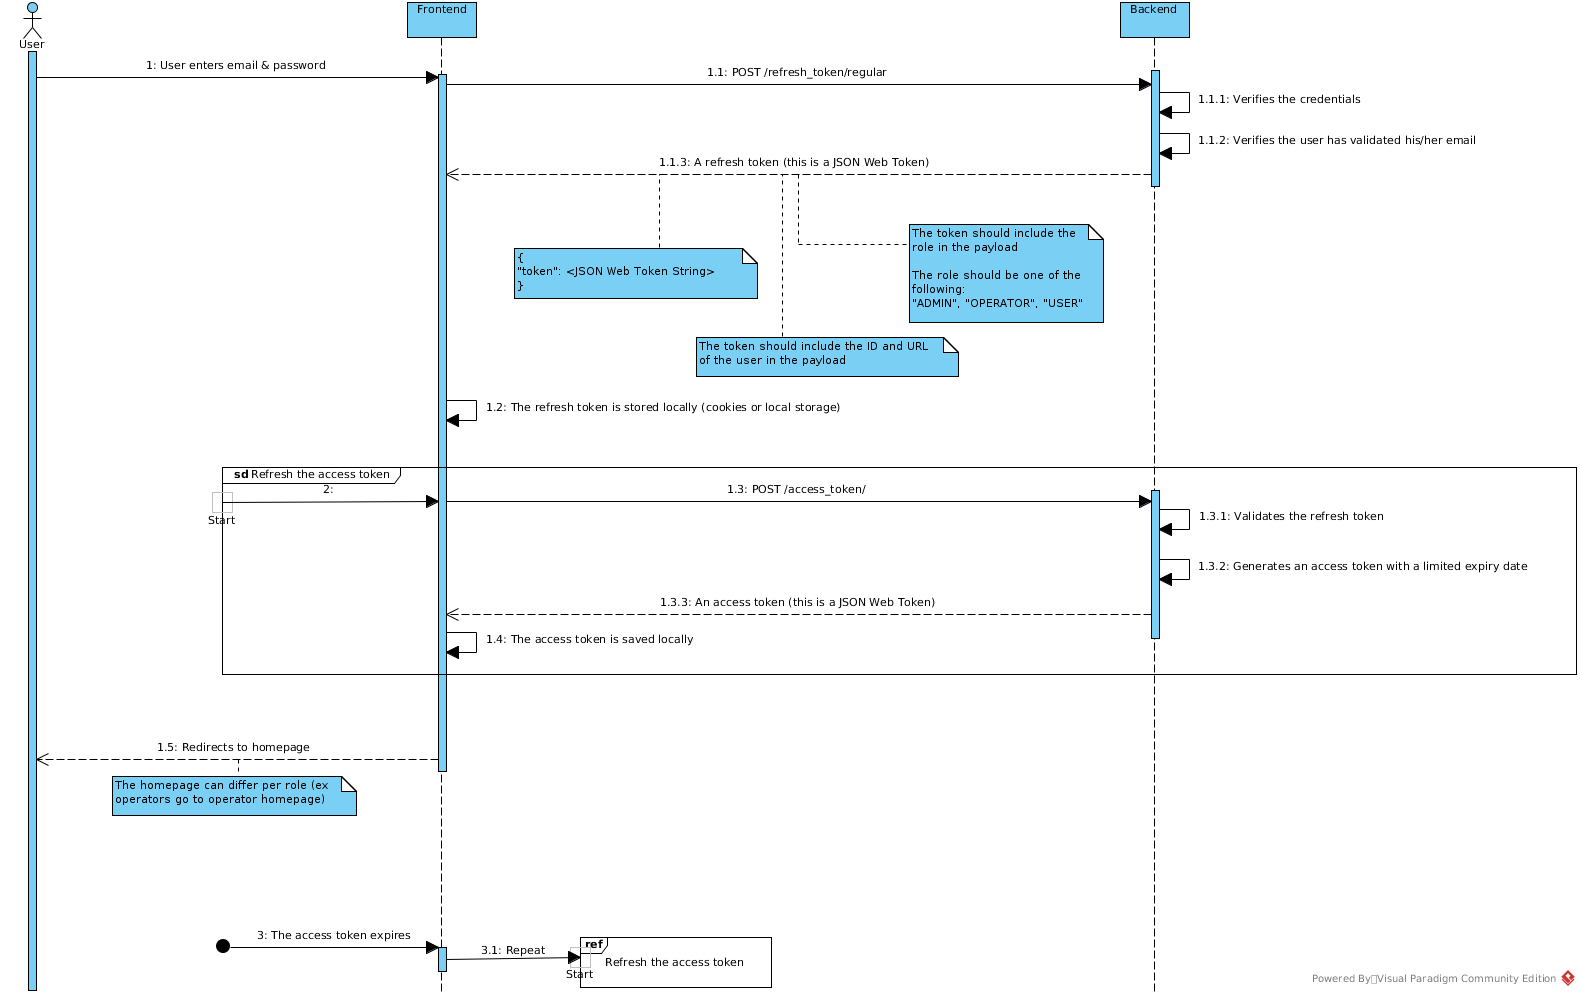 Frontend
Backend
User
1: User enters email & password
1.1: POST /refresh_token/regular
1.1.1: Verifies the credentials
1.1.2: Verifies the user has validated his/her email
1.1.3: A refresh token (this is a JSON Web Token)
{
"token": <JSON Web Token String>
}
The token should include the
role in the payload
The role should be one of the
following:
"ADMIN", "OPERATOR", "USER"
The token should include the ID and URL
of the user in the payload
1.2: The refresh token is stored locally (cookies or local storage)
sd Refresh the access token
2:
Start
1.3: POST /access_token/
1.3.1: Validates the refresh token
1.3.2: Generates an access token with a limited expiry date
1.3.3: An access token (this is a JSON Web Token)
1.4: The access token is saved locally
1.5: Redirects to homepage
The homepage can differ per role (ex
operators go to operator homepage)
3: The access token expires
3.1: Repeat
ref
Start
Refresh the access token
Powered By Visual Paradigm Community Edition